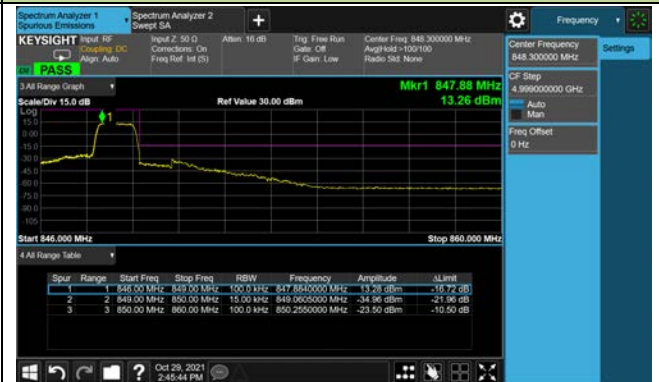 Spectrum Analyzer 1
Spurious Emissions
Spectrum Analyzer 2
Swept SA
Frequency
KEYSIGHT
Input: RF
Coupling: DC
Align: Auto
Input Z: 50 Ω
Corrections: On
Freq Ref: Int (S)
Atten: 16 dB
Trig: Free Run
Gate: Off
IF Gain: Low
Center Freq: 848.300000 MHz
Avg|Hold:>100/100
Radio Std: None
PASS
Center Frequency
848.300000 MHz
Settings
CF Step
4.999000000 GHz
Auto
Man
Freq Offset
0 Hz
3 All Range Graph
Mkr1 847.88 MHz
13.26 dBm
Scale/Div 15.0 dB
Ref Value 30.00 dBm
Log
15.0
0.00
-15.0
-30.0
-45.0
-60.0
-75.0
-90.0
-105
1
Start 846.000 MHz
Stop 860.000 MHz
4 All Range Table
Spur Range Start Freq Stop Freq RBW Frequency Amplitude ΔLimit
1 1 846.00 MHz 849.00 MHz 100.0 kHz 847.8840000 MHz 13.28 dBm -16.72 dB
2 2 849.00 MHz 850.00 MHz 15.00 kHz 849.0605000 MHz -34.96 dBm -21.96 dB
3 3 850.00 MHz 860.00 MHz 100.0 kHz 850.2550000 MHz -23.50 dBm -10.50 dB
Oct 29, 2021
2:45:44 PM